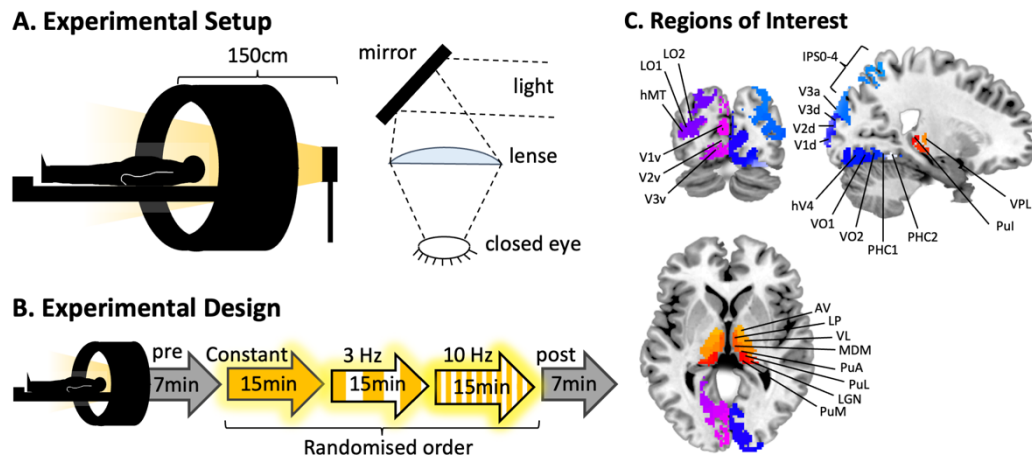 A. Experimental Setup
150cm
mirror
light
lense
closed eye
B. Experimental Design
pre
7min
Constant
15min
3 Hz
15min
10 Hz
15min
post
7min
Randomised order
C. Regions of Interest
LO2
LO1
hMT
V1v
V2v
V3v
IPS0-4
V3a
V3d
V2d
V1d
hV4
VO1
VO2
PHC1
PHC2
PuI
VPL
AV
LP
VL
MDM
PuA
PuL
LGN
PuM